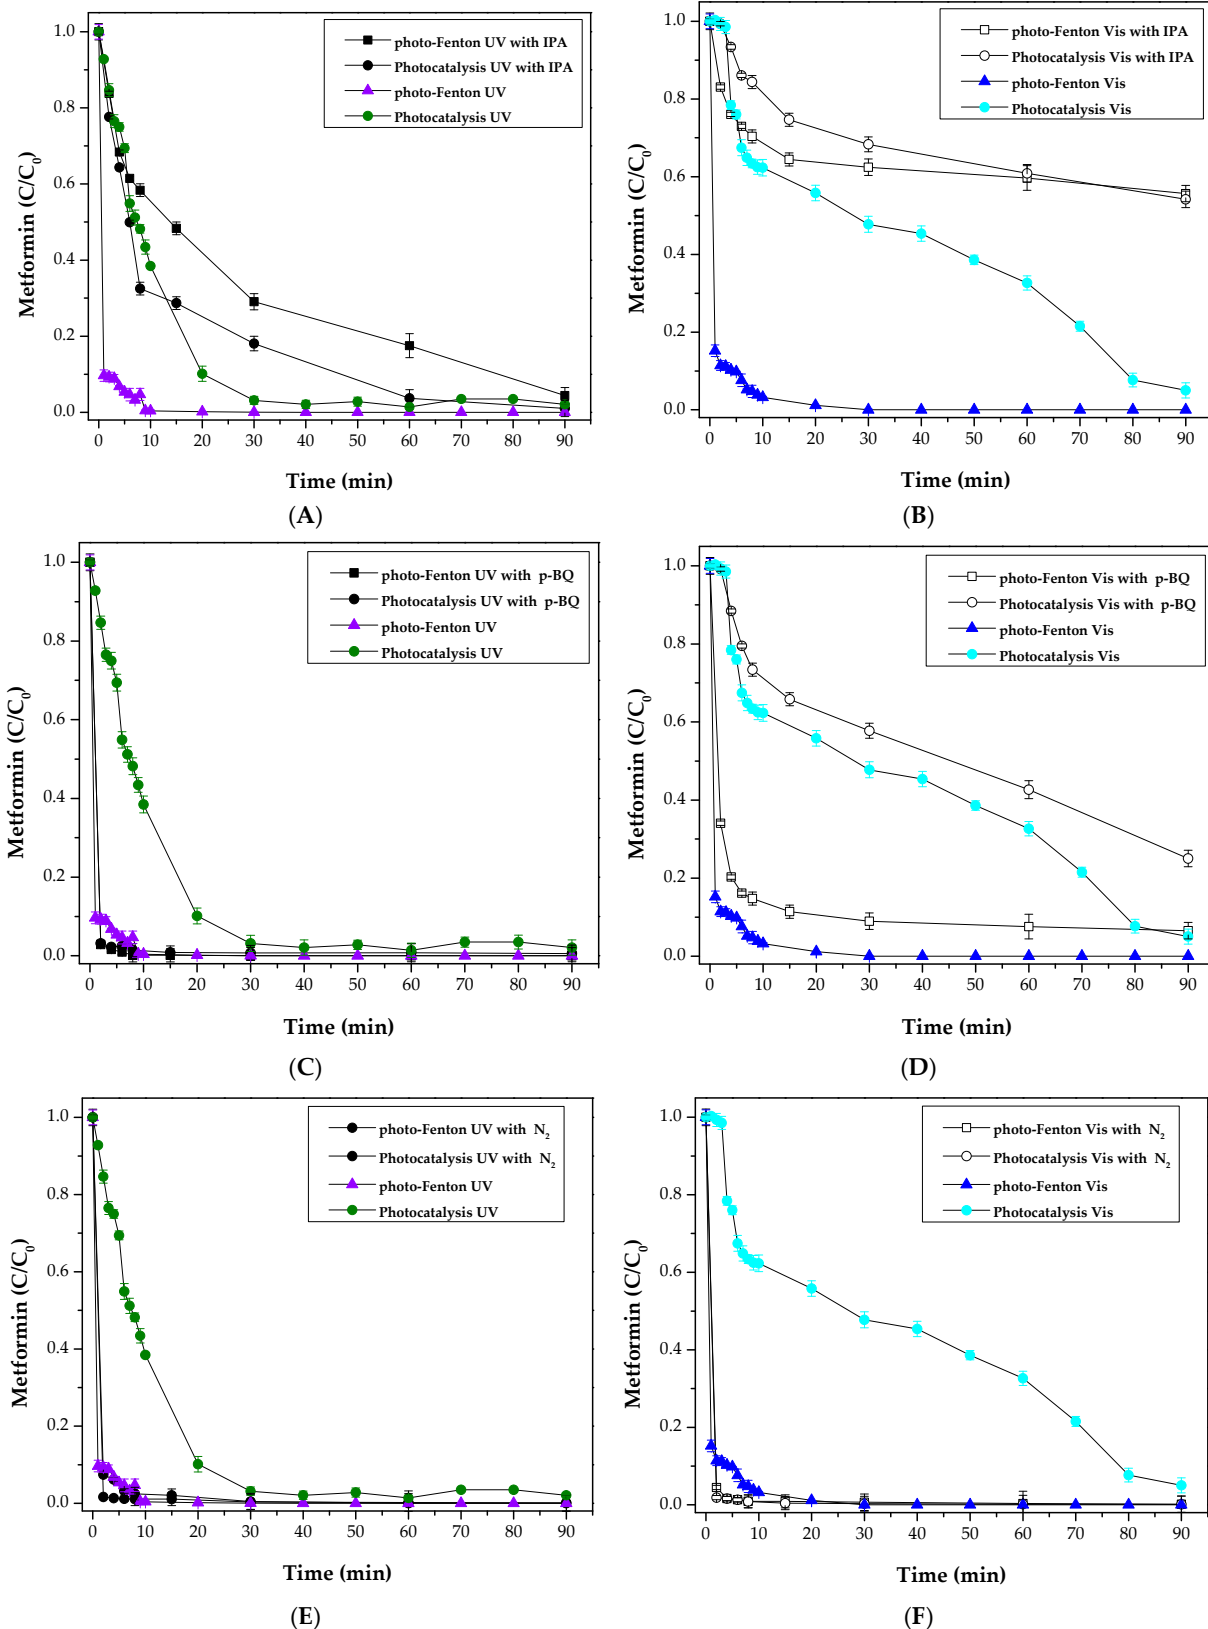 photo-Fenton UV with IPA
Photocatalysis UV with IPA
photo-Fenton UV
Photocatalysis UV
Metformin (C/C0)
1.0
0.8
0.6
0.4
0.2
0.0
0 10 20 30 40 50 60 70 80 90
Time (min)
(A)
photo-Fenton Vis with IPA
Photocatalysis Vis with IPA
photo-Fenton Vis
Photocatalysis Vis
Metformin (C/C0)
1.0
0.8
0.6
0.4
0.2
0.0
0 10 20 30 40 50 60 70 80 90
Time (min)
(B)
photo-Fenton UV with p-BQ
Photocatalysis UV with p-BQ
photo-Fenton UV
Photocatalysis UV
Metformin (C/C0)
1.0
0.8
0.6
0.4
0.2
0.0
0 10 20 30 40 50 60 70 80 90
Time (min)
(C)
photo-Fenton Vis with p-BQ
Photocatalysis Vis with p-BQ
photo-Fenton Vis
Photocatalysis Vis
Metformin (C/C0)
1.0
0.8
0.6
0.4
0.2
0.0
0 10 20 30 40 50 60 70 80 90
Time (min)
(D)
photo-Fenton UV with N2
Photocatalysis UV with N2
photo-Fenton UV
Photocatalysis UV
Metformin (C/C0)
1.0
0.8
0.6
0.4
0.2
0.0
0 10 20 30 40 50 60 70 80 90
Time (min)
(E)
photo-Fenton Vis with N2
Photocatalysis Vis with N2
photo-Fenton Vis
Photocatalysis Vis
Metformin (C/C0)
1.0
0.8
0.6
0.4
0.2
0.0
0 10 20 30 40 50 60 70 80 90
Time (min)
(F)